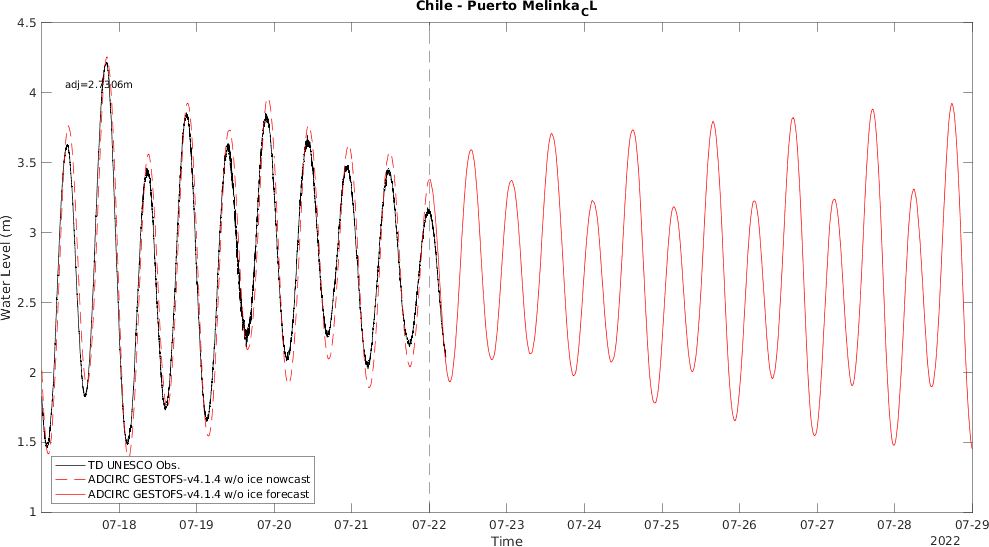 Chile - Puerto Melinka_CL
4.5
4
3.5
3
2.5
2
1.5
1
Water Level (m)
adj=2.7306m
TD UNESCO Obs.
ADCIRC GESTOFS-v4.1.4 w/o ice nowcast
ADCIRC GESTOFS-v4.1.4 w/o ice forecast
07-18 07-19 07-20 07-21 07-22 07-23 07-24 07-25 07-26 07-27 07-28 07-29
Time
2022